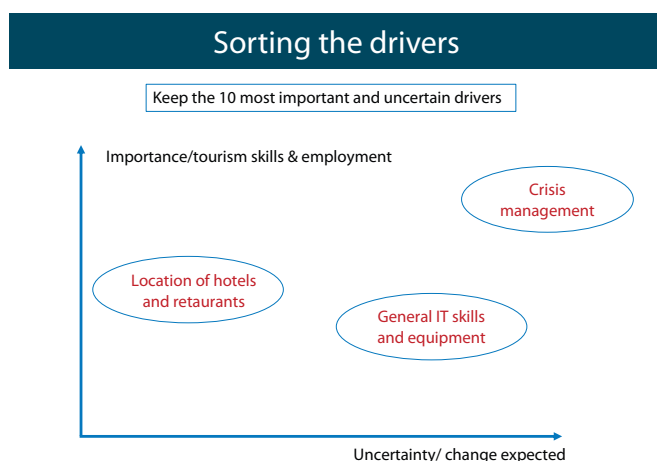 Sorting the drivers
Keep the 10 most important and uncertain drivers
Importance/tourism skills & employment
Crisis
management
Location of hotels
and retaurants
General IT skills
and equipment
Uncertainty/ change expected